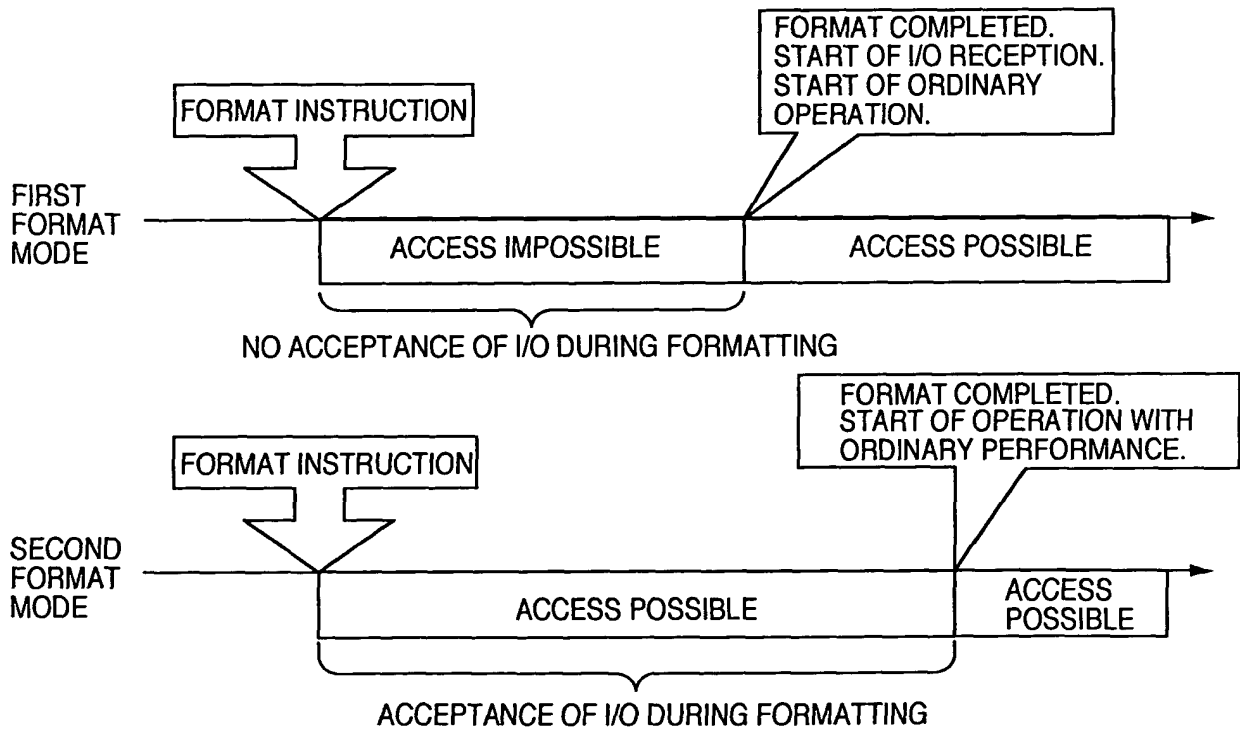 FORMAT COMPLETED.
START OF I/O RECEPTION.
START OF ORDINARY
OPERATION.
FORMAT INSTRUCTION
FIRST
FORMAT
MODE
ACCESS IMPOSSIBLE
ACCESS POSSIBLE
NO ACCEPTANCE OF I/O DURING FORMATTING
FORMAT COMPLETED.
START OF OPERATION WITH
ORDINARY PERFORMANCE.
FORMAT INSTRUCTION
SECOND
FORMAT
MODE
ACCESS POSSIBLE
ACCESS
POSSIBLE
ACCEPTANCE OF I/O DURING FORMATTING